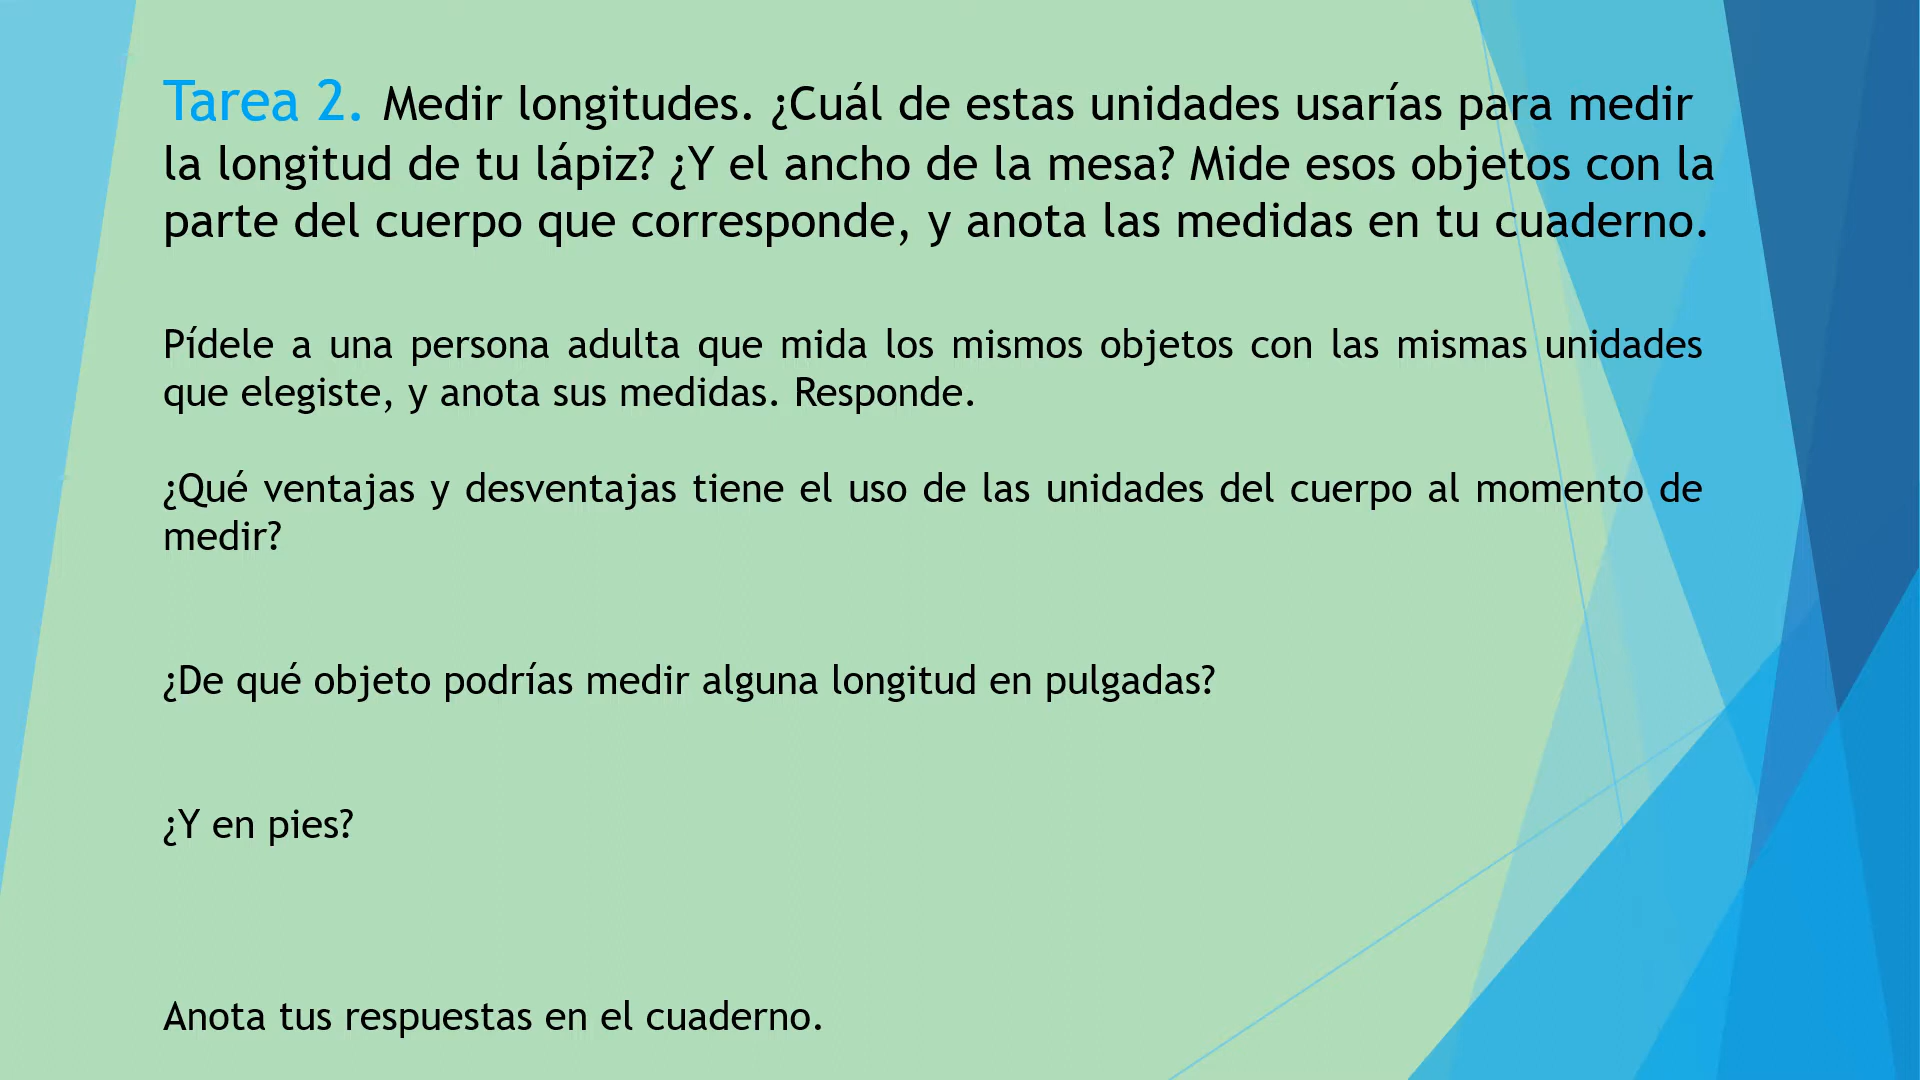 Tarea 2. Medir longitudes. ¿Cuál de estas unidades usarías para medir
la longitud de tu lápiz? ¿Y el ancho de la mesa? Mide esos objetos con la
parte del cuerpo que corresponde, y anota las medidas en tu cuaderno.
Pídele a una persona adulta que mida los mismos objetos con las mismas unidades
que elegiste, y anota sus medidas. Responde.
¿Qué ventajas y desventajas tiene el uso de las unidades del cuerpo al momento de
medir?
¿De qué objeto podrías medir alguna longitud en pulgadas?
¿Y en pies?
Anota tus respuestas en el cuaderno.